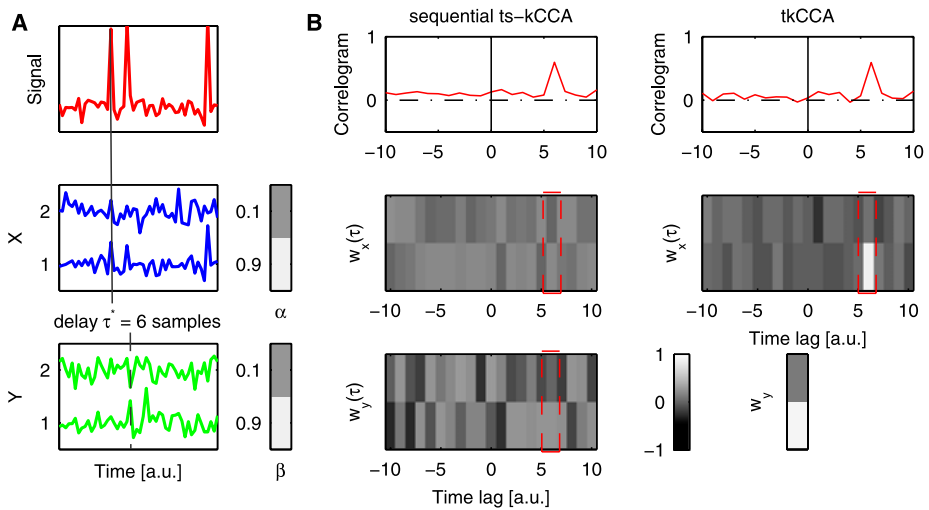 A
B
sequential ts−kCCA
tkCCA
Signal
Correlogram
1
0
−10 −5 0 5 10
Correlogram
1
0
−10 −5 0 5 10
X
2
1
0.1
0.9
α
w_x(τ)
−10 −5 0 5 10
w_x(τ)
−10 −5 0 5 10
Time lag [a.u.]
delay τ* = 6 samples
Y
2
1
0.1
0.9
β
Time [a.u.]
w_y(τ)
−10 −5 0 5 10
Time lag [a.u.]
1
0
−1
w_y